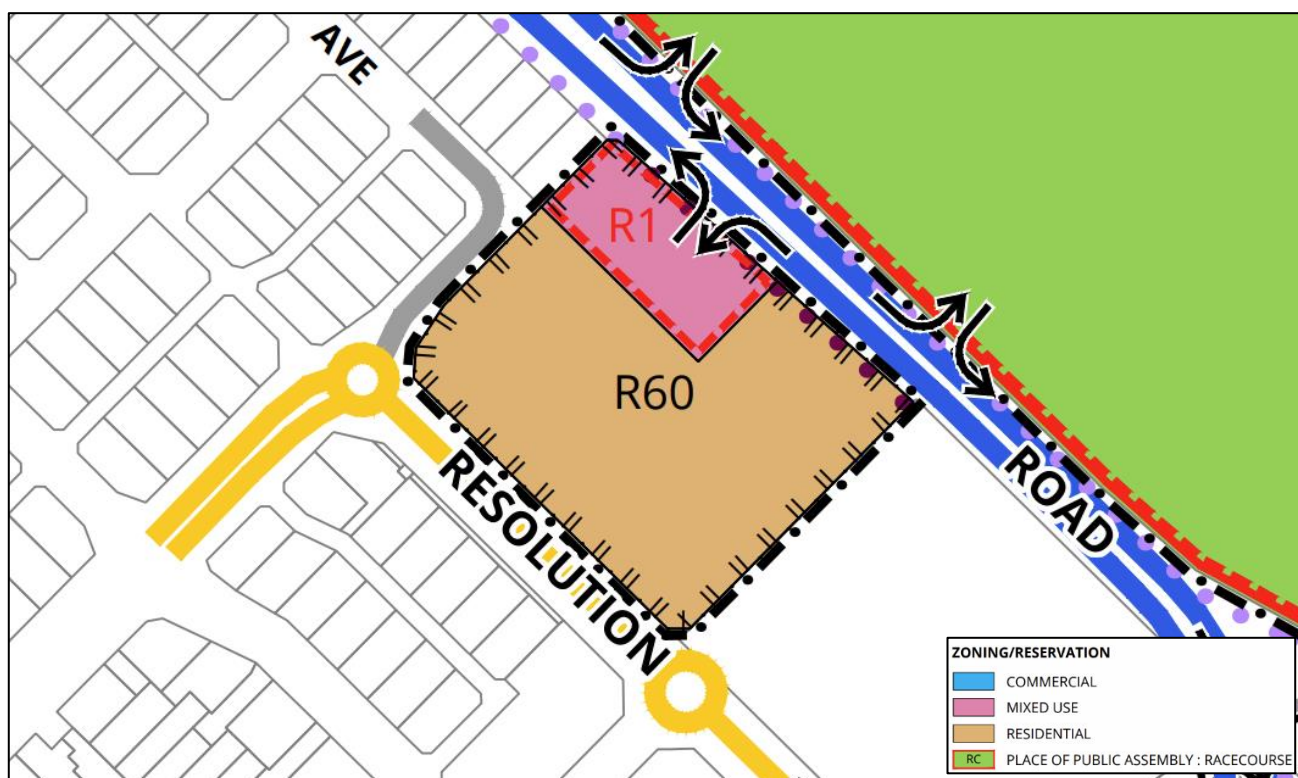 AVE
R1
R60
RESOLUTION
ROAD
ZONING/RESERVATION
COMMERCIAL
MIXED USE
RESIDENTIAL
RC PLACE OF PUBLIC ASSEMBLY : RACECOURSE